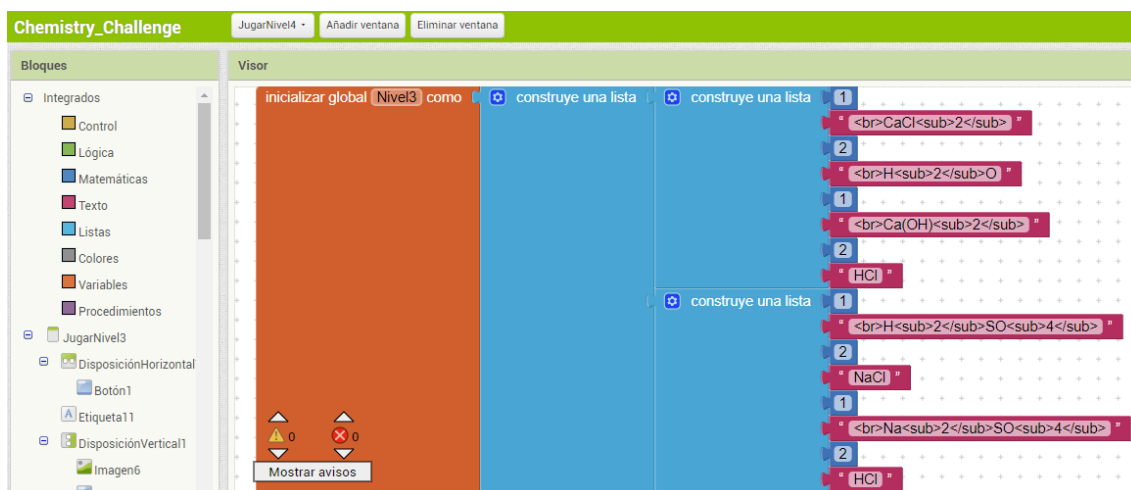 Chemistry_Challenge JugarNivel4 Añadir ventana Eliminar ventana
Bloques
Integrados
Control
Lógica
Matemáticas
Texto
Listas
Colores
Variables
Procedimientos
JugarNivel3
DisposiciónHorizontal
Botón1
Etiqueta11
DisposiciónVertical1
Imagen6
Visor
inicializar global Nivel3 como construye una lista construye una lista 1
" <br>CaCl<sub>2</sub> "
2
" <br>H<sub>2</sub>O "
1
" <br>Ca(OH)<sub>2</sub> "
2
" HCl "
construye una lista 1
" <br>H<sub>2</sub>SO<sub>4</sub> "
2
" NaCl "
1
" <br>Na<sub>2</sub>SO<sub>4</sub> "
2
" HCl "
0 0
Mostrar avisos